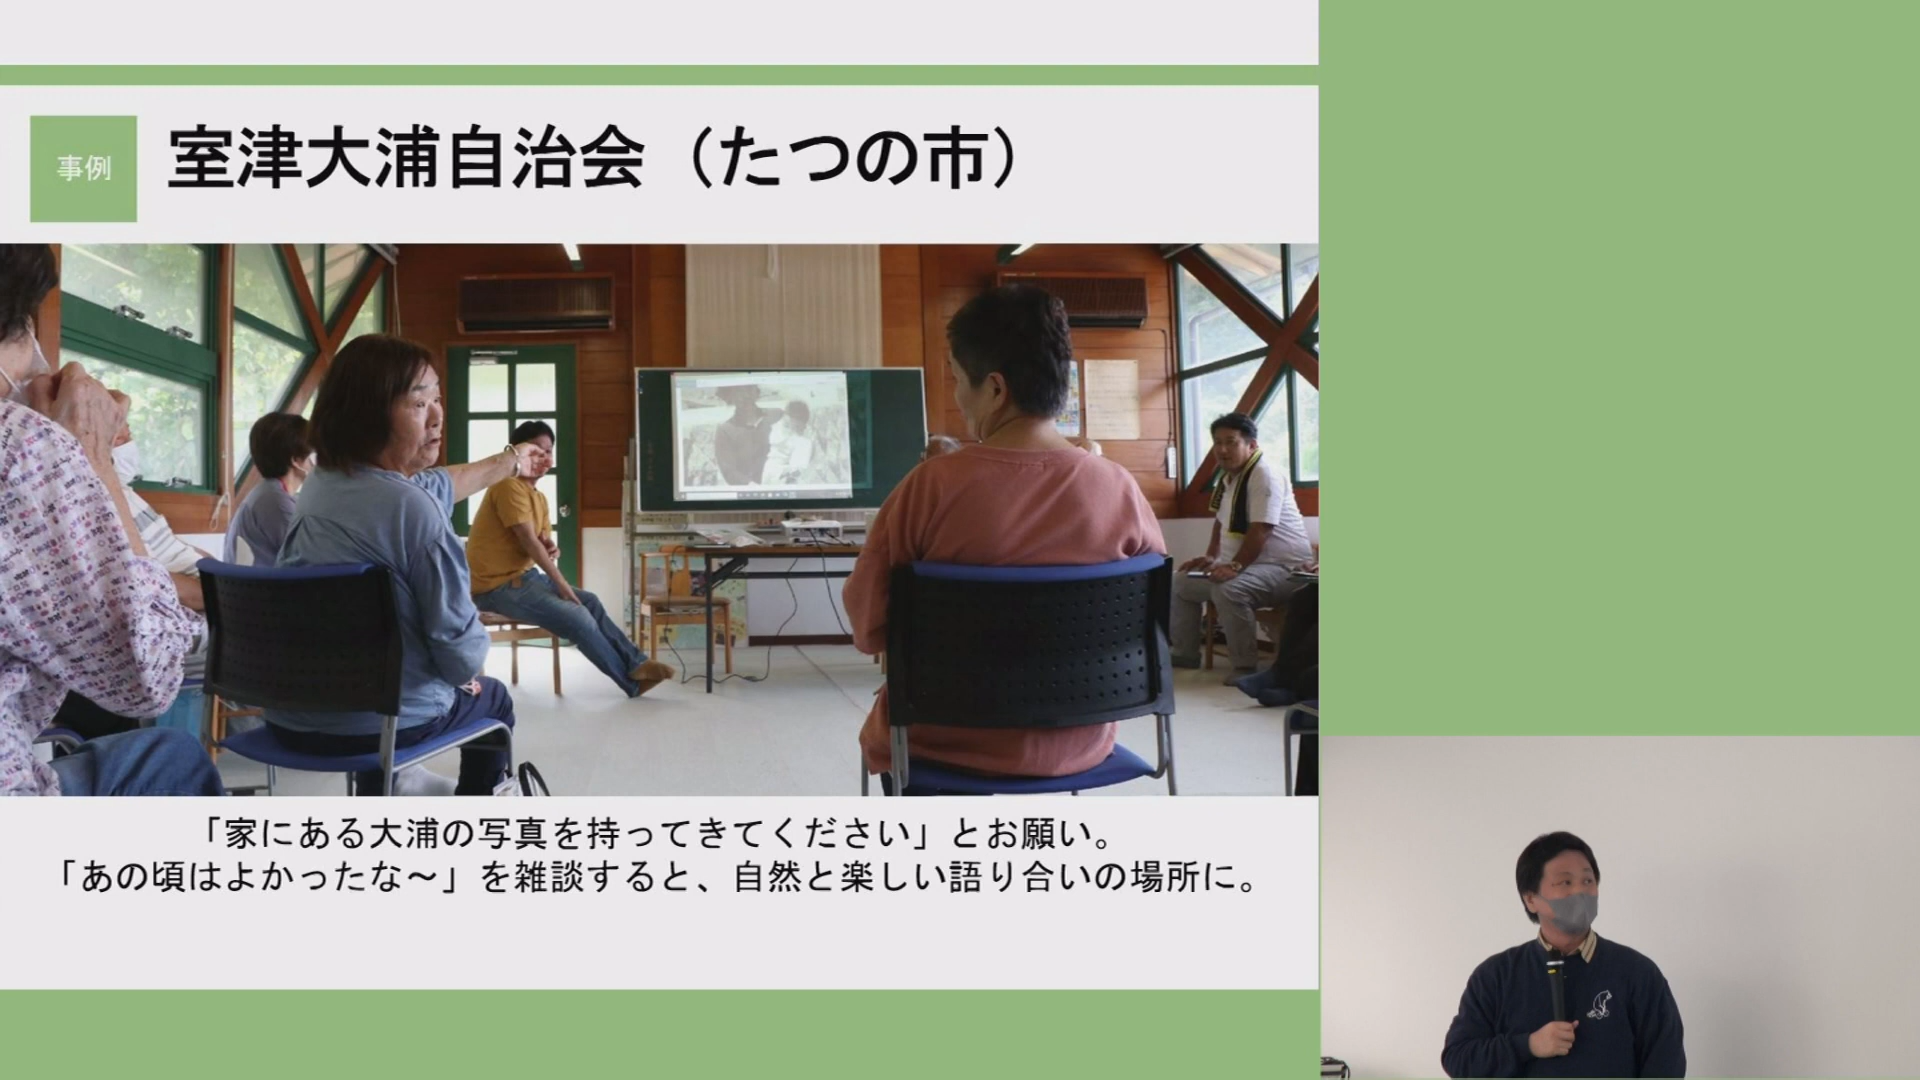 事例
室津大浦自治会（たつの市）
「家にある大浦の写真を持ってきてください」とお願い。
「あの頃はよかったな～」を雑談すると、自然と楽しい語り合いの場所に。